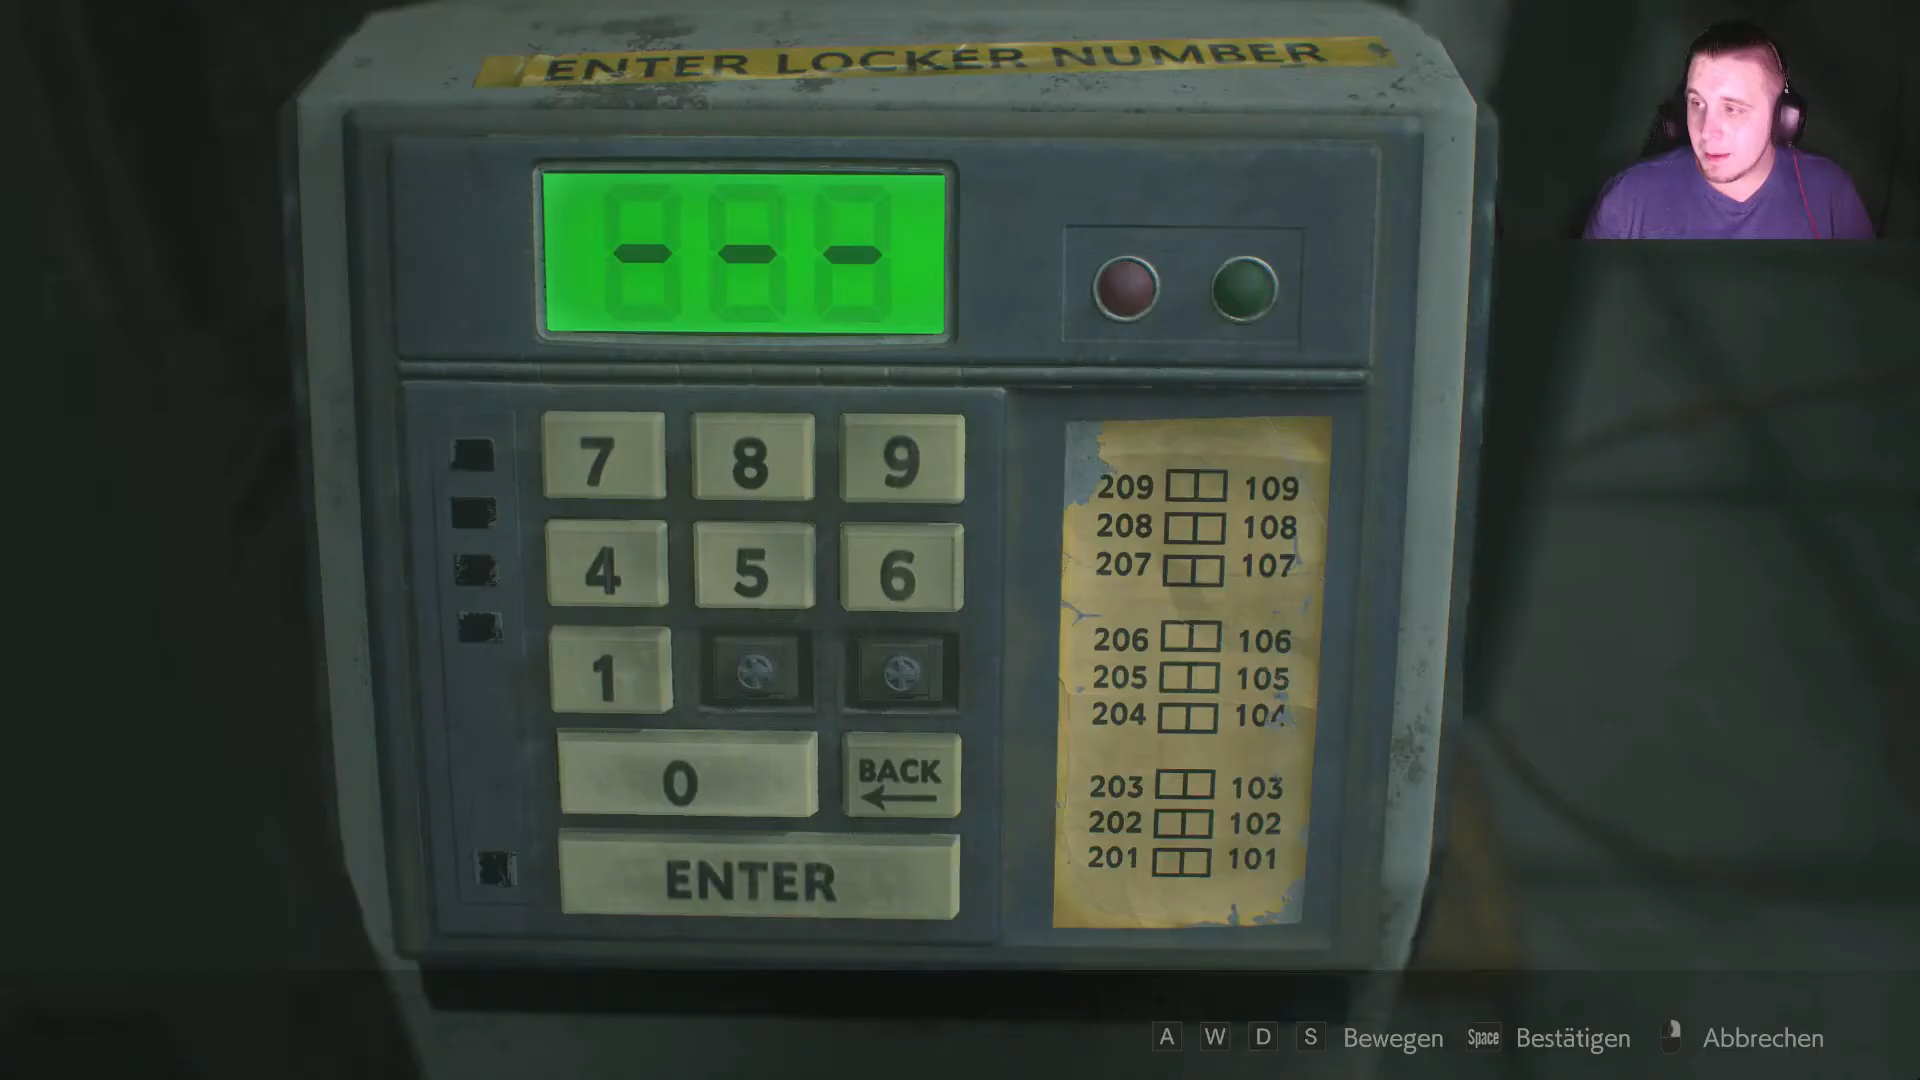 ENTER LOCKER NUMBER
7 8 9
4 5 6
1
0 BACK
ENTER
209 109
208 108
207 107
206 106
205 105
204 104
203 103
202 102
201 101
A W D S Bewegen Space Bestätigen Abbrechen